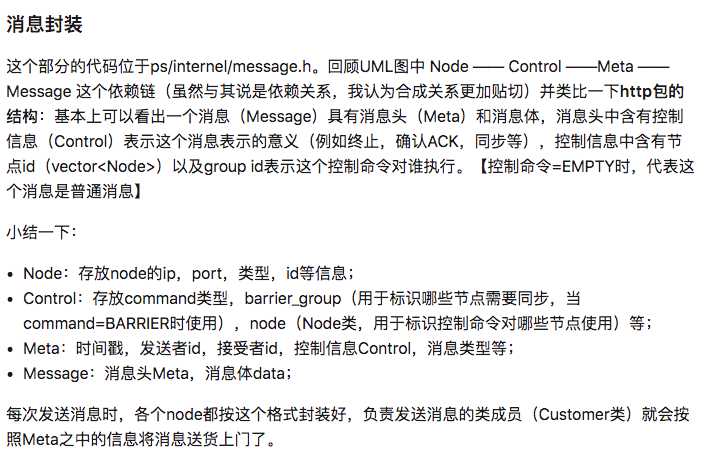 消息封装
这个部分的代码位于ps/internel/message.h。回顾UML图中 Node —— Control ——Meta ——
Message 这个依赖链（虽然与其说是依赖关系，我认为合成关系更加贴切）并类比一下http包的
结构：基本上可以看出一个消息（Message）具有消息头（Meta）和消息体，消息头中含有控制
信息（Control）表示这个消息表示的意义（例如终止，确认ACK，同步等），控制信息中含有节
点id（vector<Node>）以及group id表示这个控制命令对谁执行。【控制命令=EMPTY时，代表这
个消息是普通消息】
小结一下：
• Node：存放node的ip，port，类型，id等信息；
• Control：存放command类型，barrier_group（用于标识哪些节点需要同步，当
command=BARRIER时使用），node（Node类，用于标识控制命令对哪些节点使用）等；
• Meta：时间戳，发送者id，接受者id，控制信息Control，消息类型等；
• Message：消息头Meta，消息体data；
每次发送消息时，各个node都按这个格式封装好，负责发送消息的类成员（Customer类）就会按
照Meta之中的信息将消息送货上门了。